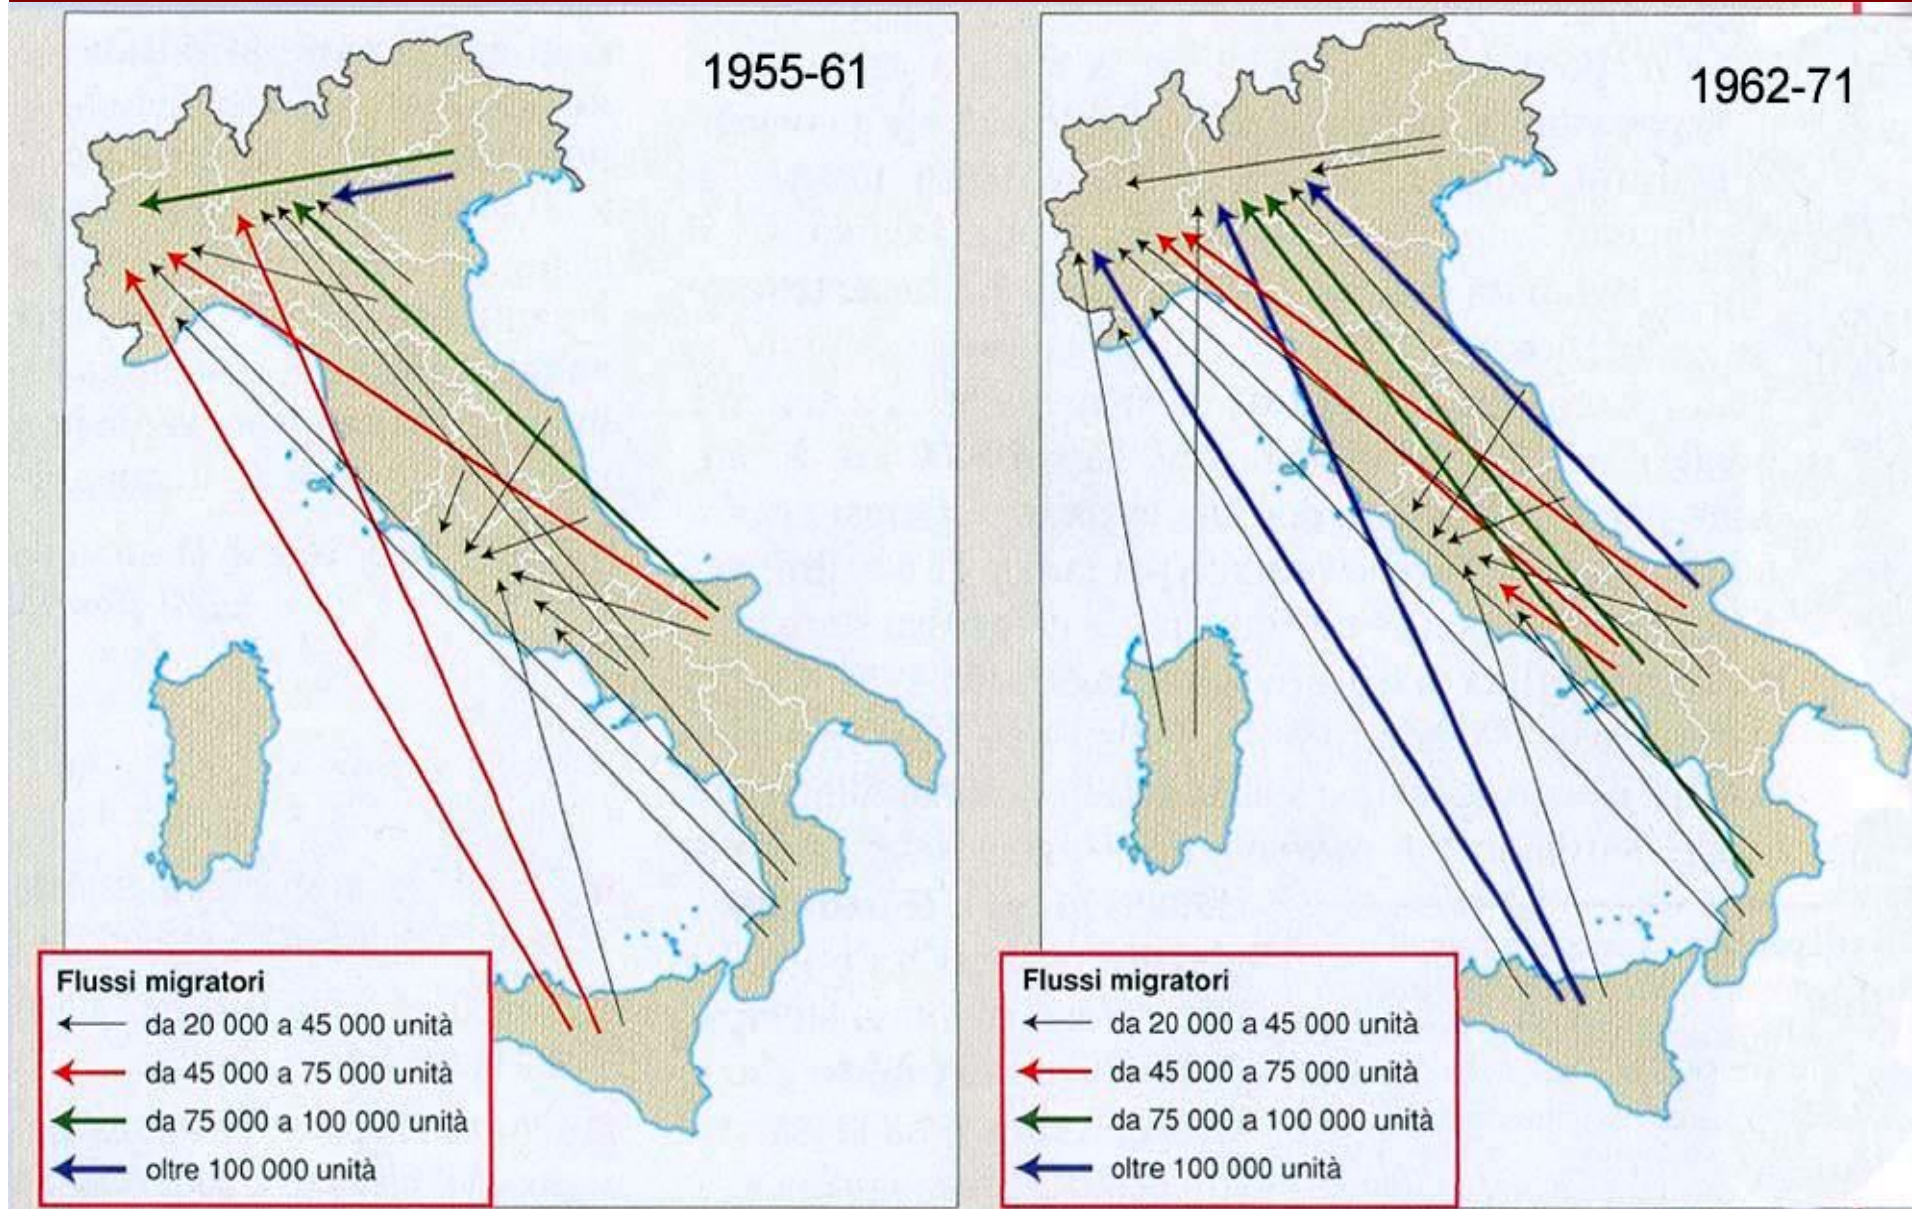 1955-61
1962-71
Flussi migratori
da 20 000 a 45 000 unità
da 45 000 a 75 000 unità
da 75 000 a 100 000 unità
oltre 100 000 unità
Flussi migratori
da 20 000 a 45 000 unità
da 45 000 a 75 000 unità
da 75 000 a 100 000 unità
oltre 100 000 unità